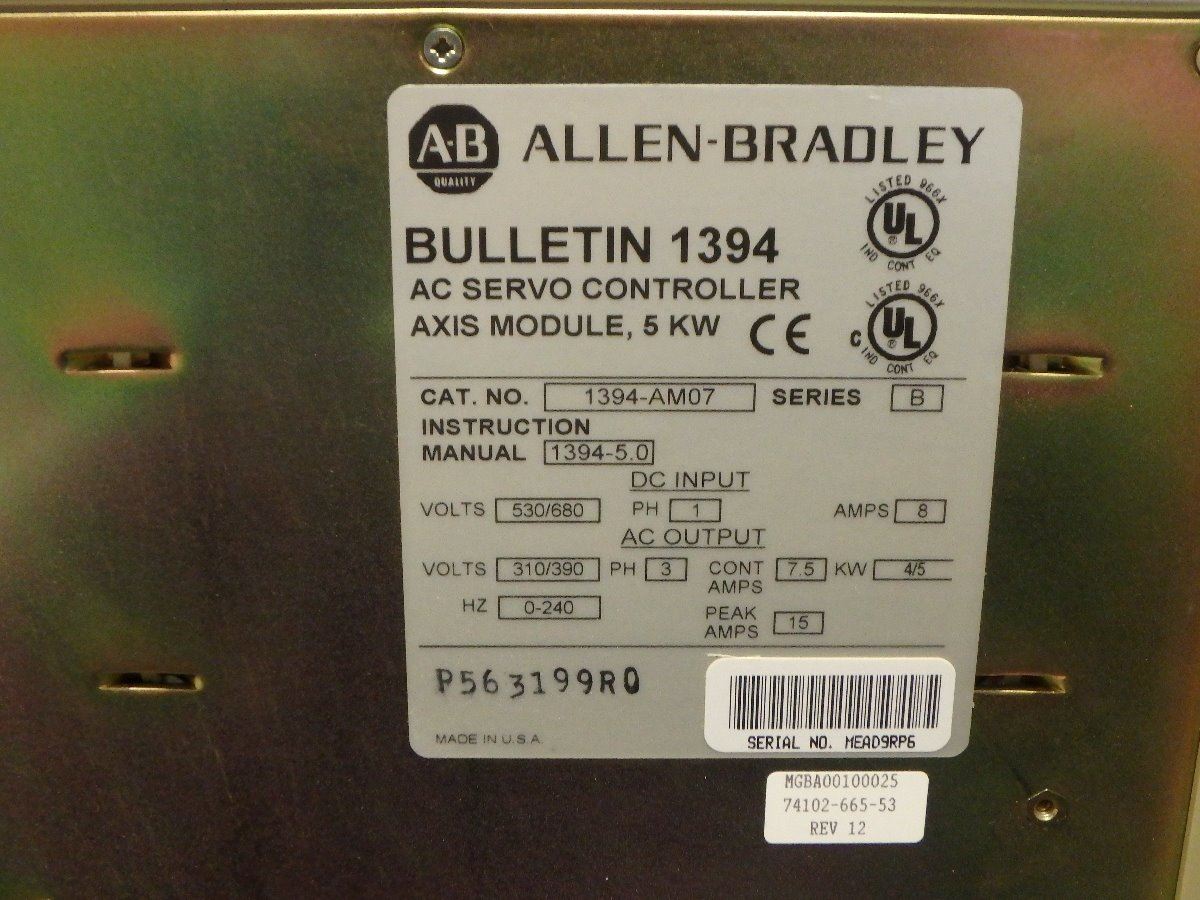 A·B QUALITY ALLEN-BRADLEY
LISTED 966X
UL ®
IND CONT EQ
BULLETIN 1394
AC SERVO CONTROLLER
AXIS MODULE, 5 KW CE
LISTED 966X
C UL ®
IND CONT EQ
CAT. NO. 1394-AM07 SERIES B
INSTRUCTION
MANUAL 1394-5.0
DC INPUT
VOLTS 530/680 PH 1 AMPS 8
AC OUTPUT
VOLTS 310/390 PH 3 CONT AMPS 7.5 KW 4/5
HZ 0-240 PEAK AMPS 15
P563199R0
SERIAL NO. MEAD9RP6
MADE IN U.S.A.
MGBA00100025
74102-665-53
REV 12